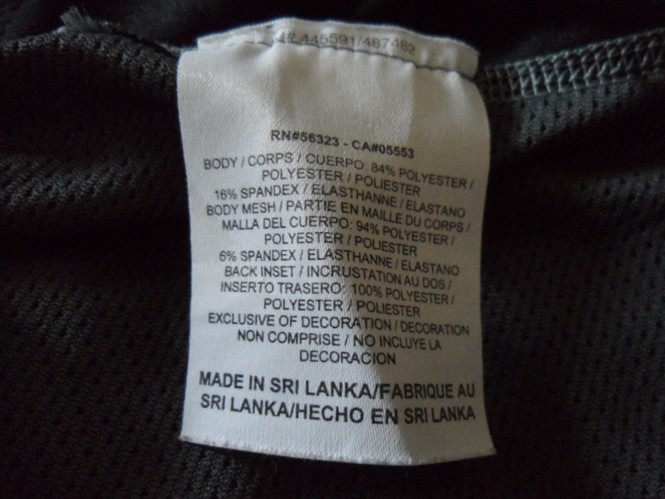 445591/487482
RN#56323 - CA#05553
BODY / CORPS / CUERPO: 84% POLYESTER /
POLYESTER / POLIESTER
16% SPANDEX / ELASTHANNE / ELASTANO
BODY MESH / PARTIE EN MAILLE DU CORPS /
MALLA DEL CUERPO: 94% POLYESTER /
POLYESTER / POLIESTER
6% SPANDEX / ELASTHANNE / ELASTANO
BACK INSET / INCRUSTATION AU DOS /
INSERTO TRASERO: 100% POLYESTER /
POLYESTER / POLIESTER
EXCLUSIVE OF DECORATION / DECORATION
NON COMPRISE / NO INCLUYE LA
DECORACION
MADE IN SRI LANKA/FABRIQUE AU
SRI LANKA/HECHO EN SRI LANKA